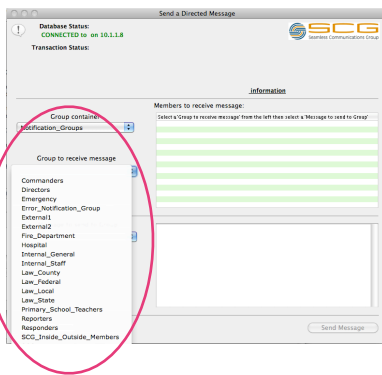 Send a Directed Message
Database Status:
CONNECTED to on 10.1.1.8
Transaction Status:
SCG
Seamless Communications Group
information
Members to receive message:
Group container
Select a 'Group to receive message' from the left then select a 'Message to send to Group'
Notification_Groups
Group to receive message
Commanders
Directors
Emergency
Error_Notification_Group
External1
External2
Fire_Department
Hospital
Internal_General
Internal_Staff
Law_County
Law_Federal
Law_Local
Law_State
Primary_School_Teachers
Reporters
Responders
SCG_Inside_Outside_Members
Send Message